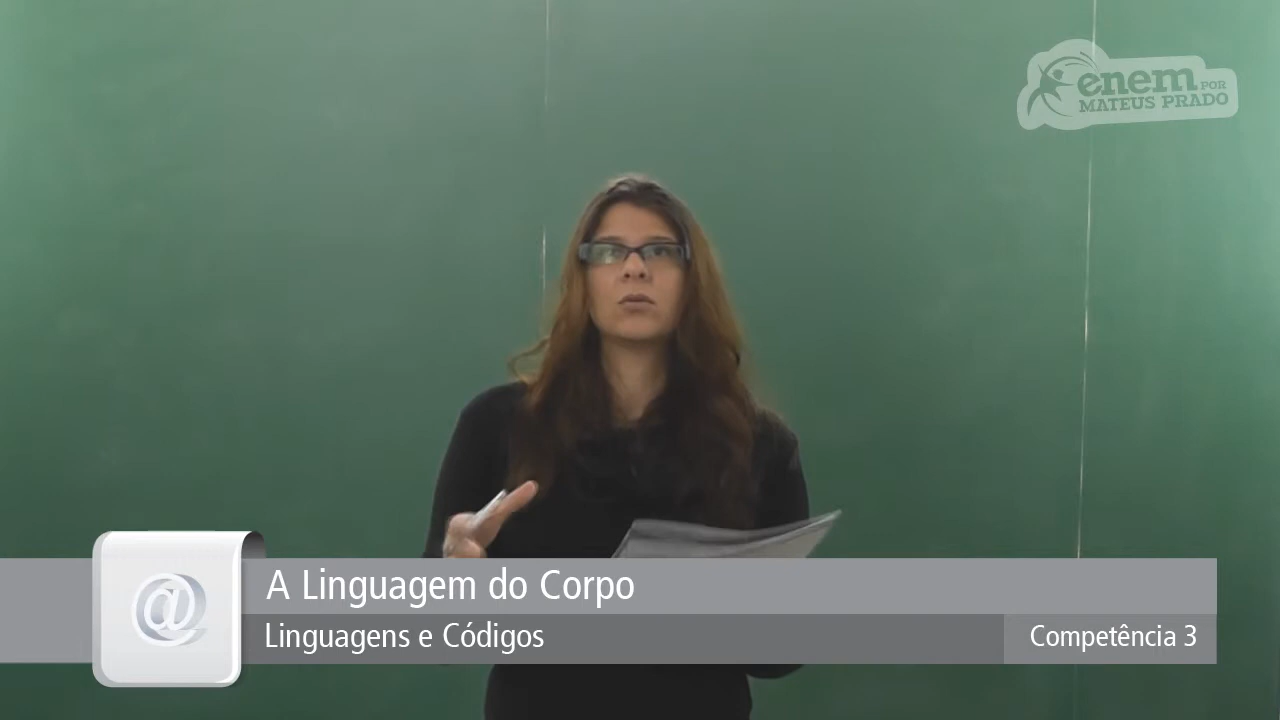 enem POR
MATEUS PRADO
@
A Linguagem do Corpo
Linguagens e Códigos
Competência 3